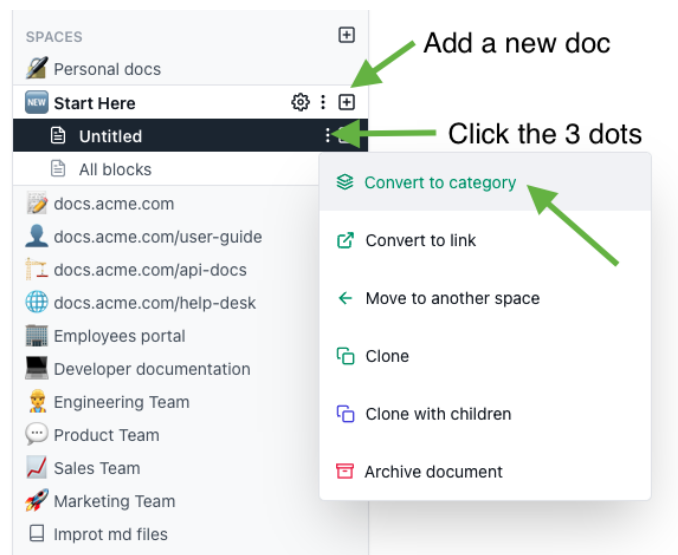 SPACES
Add a new doc
Personal docs
NEW
Start Here
Untitled
Click the 3 dots
All blocks
Convert to category
docs.acme.com
docs.acme.com/user-guide
Convert to link
docs.acme.com/api-docs
docs.acme.com/help-desk
Move to another space
Employees portal
Clone
Developer documentation
Engineering Team
Clone with children
Product Team
Sales Team
Archive document
Marketing Team
Improt md files